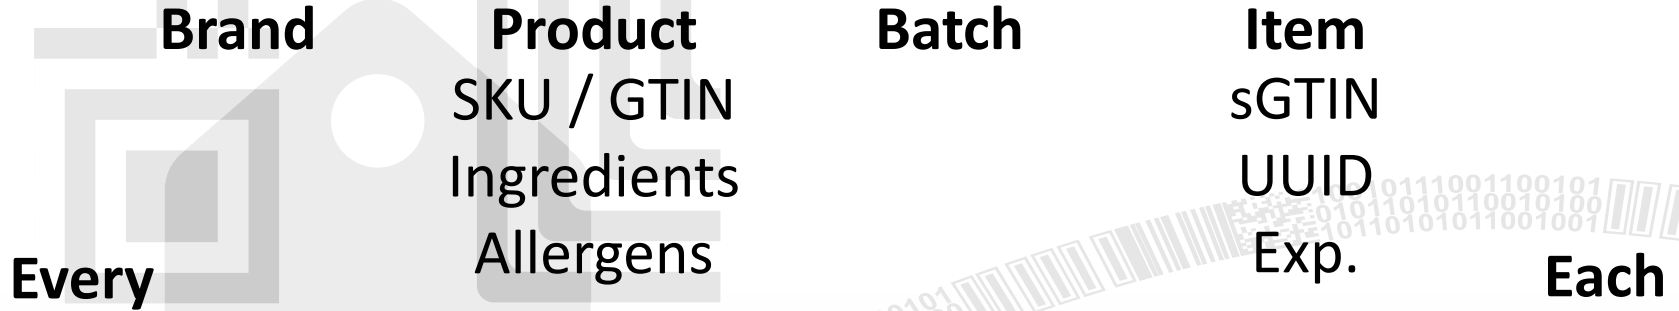 Brand Product Batch Item
SKU / GTIN sGTIN
Ingredients UUID
Allergens Exp.
Every Each